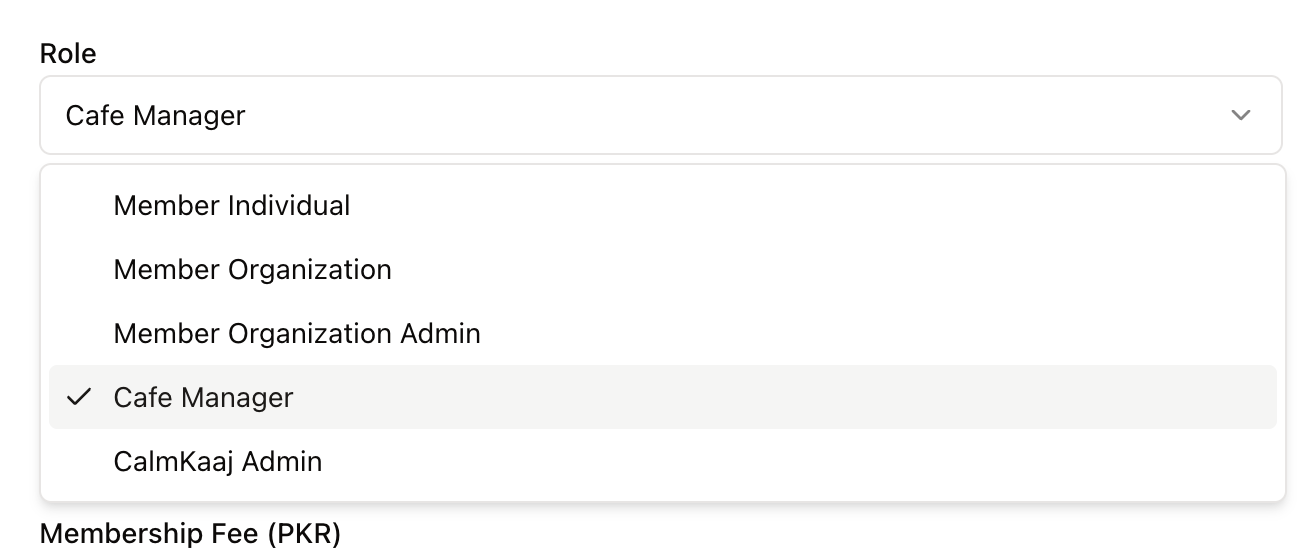 Role
Cafe Manager
Member Individual
Member Organization
Member Organization Admin
Cafe Manager
CalmKaaj Admin
Membership Fee (PKR)